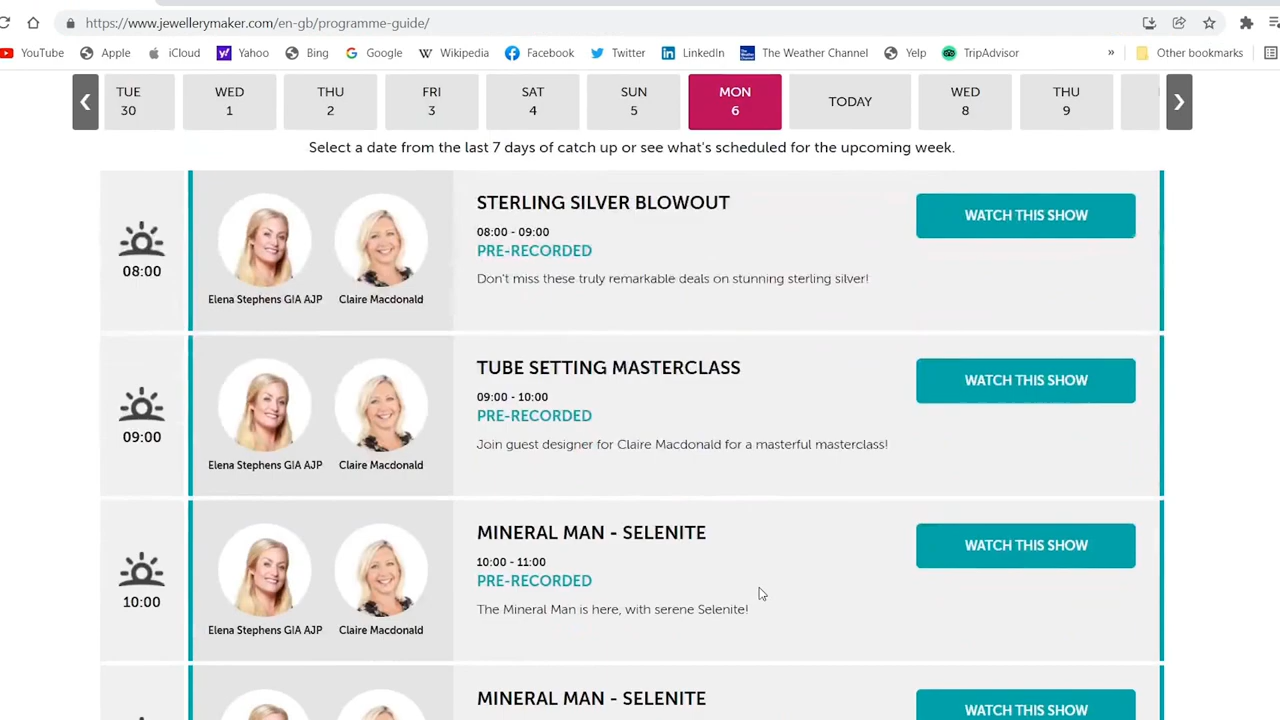 https://www.jewellerymaker.com/en-gb/programme-guide/
YouTube Apple iCloud Yahoo Bing Google Wikipedia Facebook Twitter LinkedIn The Weather Channel Yelp TripAdvisor » Other bookmarks
TUE 30
WED 1
THU 2
FRI 3
SAT 4
SUN 5
MON 6
TODAY
WED 8
THU 9
Select a date from the last 7 days of catch up or see what's scheduled for the upcoming week.
08:00
Elena Stephens GIA AJP
Claire Macdonald
STERLING SILVER BLOWOUT
08:00 - 09:00
PRE-RECORDED
Don't miss these truly remarkable deals on stunning sterling silver!
WATCH THIS SHOW
09:00
Elena Stephens GIA AJP
Claire Macdonald
TUBE SETTING MASTERCLASS
09:00 - 10:00
PRE-RECORDED
Join guest designer for Claire Macdonald for a masterful masterclass!
WATCH THIS SHOW
10:00
Elena Stephens GIA AJP
Claire Macdonald
MINERAL MAN - SELENITE
10:00 - 11:00
PRE-RECORDED
The Mineral Man is here, with serene Selenite!
WATCH THIS SHOW
MINERAL MAN - SELENITE
WATCH THIS SHOW